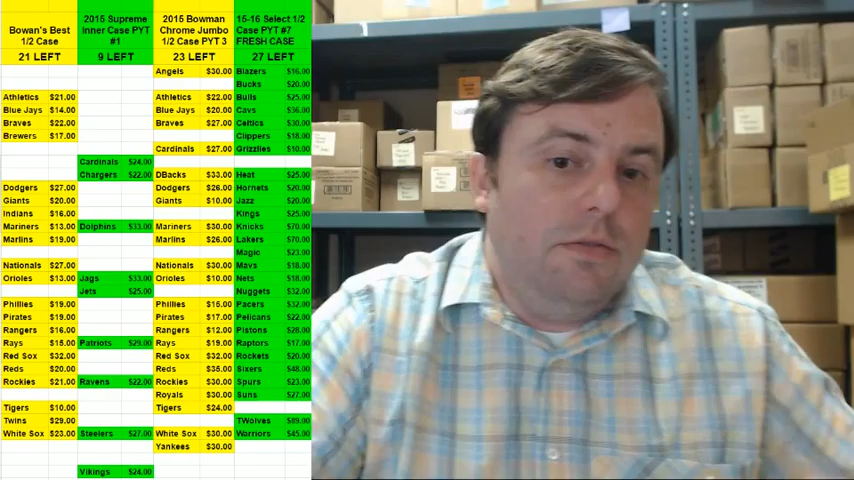 Bowan's Best 1/2 Case
21 LEFT
Athletics $21.00
Blue Jays $14.00
Braves $22.00
Brewers $17.00
Dodgers $27.00
Giants $20.00
Indians $16.00
Mariners $13.00
Marlins $19.00
Nationals $27.00
Orioles $13.00
Phillies $19.00
Pirates $19.00
Rangers $16.00
Rays $15.00
Red Sox $32.00
Reds $20.00
Rockies $21.00
Tigers $10.00
Twins $29.00
White Sox $23.00
2015 Supreme Inner Case PYT #1
9 LEFT
Cardinals $24.00
Chargers $22.00
Dolphins $33.00
Jags $33.00
Jets $25.00
Patriots $29.00
Ravens $22.00
Steelers $27.00
Vikings $24.00
2015 Bowman Chrome Jumbo 1/2 Case PYT 3
23 LEFT
Angels $30.00
Athletics $22.00
Blue Jays $20.00
Braves $27.00
Cardinals $27.00
DBacks $33.00
Dodgers $26.00
Giants $10.00
Mariners $30.00
Marlins $26.00
Nationals $30.00
Orioles $10.00
Phillies $15.00
Pirates $17.00
Rangers $12.00
Rays $19.00
Red Sox $32.00
Reds $35.00
Rockies $30.00
Royals $30.00
Tigers $24.00
White Sox $30.00
Yankees $30.00
15-16 Select 1/2 Case PYT #7 FRESH CASE
27 LEFT
Blazers $16.00
Bucks $20.00
Bulls $25.00
Cavs $36.00
Celtics $30.00
Clippers $18.00
Grizzlies $10.00
Heat $25.00
Hornets $20.00
Jazz $20.00
Kings $25.00
Knicks $70.00
Lakers $70.00
Magic $23.00
Mavs $18.00
Nets $18.00
Nuggets $32.00
Pacers $32.00
Pelicans $22.00
Pistons $28.00
Raptors $17.00
Rockets $20.00
Sixers $48.00
Spurs $23.00
Suns $27.00
TWolves $89.00
Warriors $45.00